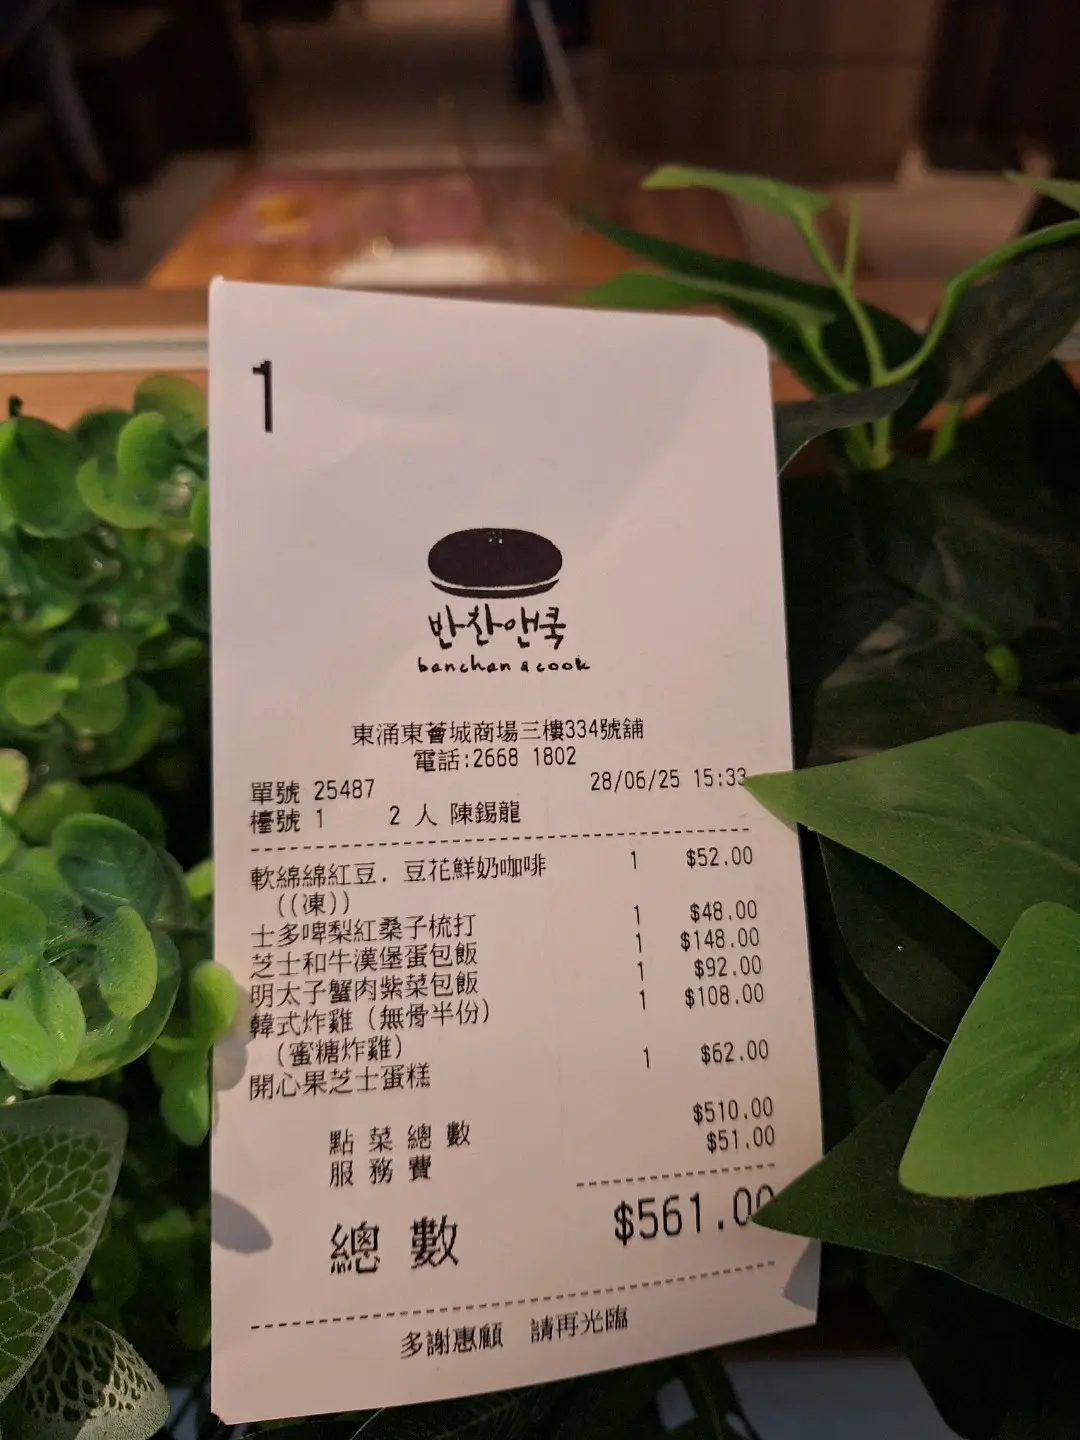 1
반찬앤쿡
banchan & cook
東涌東薈城商場三樓334號舖
電話:2668 1802
單號 25487 28/06/25 15:33
檯號 1 2 人 陳錫龍
軟綿綿紅豆．豆花鮮奶咖啡 1 $52.00
((凍))
士多啤梨紅桑子梳打 1 $48.00
芝士和牛漢堡蛋包飯 1 $148.00
明太子蟹肉紫菜包飯 1 $92.00
韓式炸雞 (無骨半份) 1 $108.00
(蜜糖炸雞)
開心果芝士蛋糕 1 $62.00
點菜總數 $510.00
服務費 $51.00
總數 $561.00
多謝惠顧 請再光臨